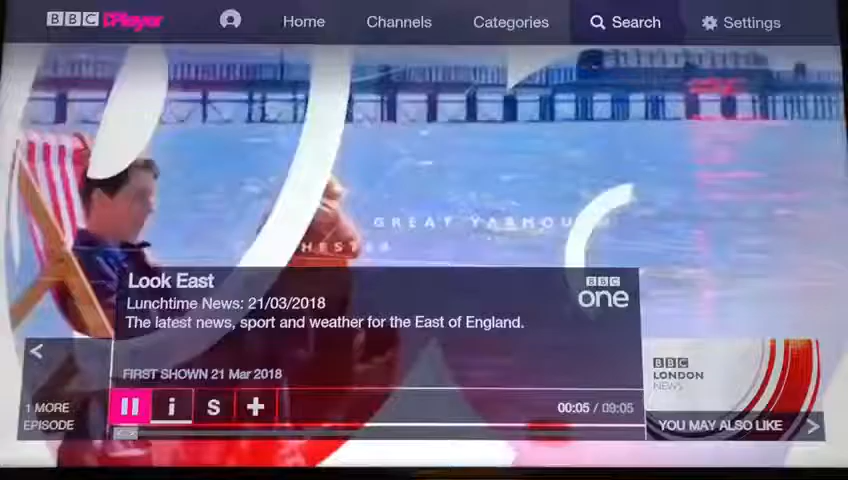 BBC iPlayer Home Channels Categories Search Settings
GREAT YARMOU
HESTER
Look East
BBC
one
Lunchtime News: 21/03/2018
The latest news, sport and weather for the East of England.
FIRST SHOWN 21 Mar 2018
i S + 00:05 / 09:05
< 1 MORE
EPISODE
BBC
LONDON
NEWS
YOU MAY ALSO LIKE >